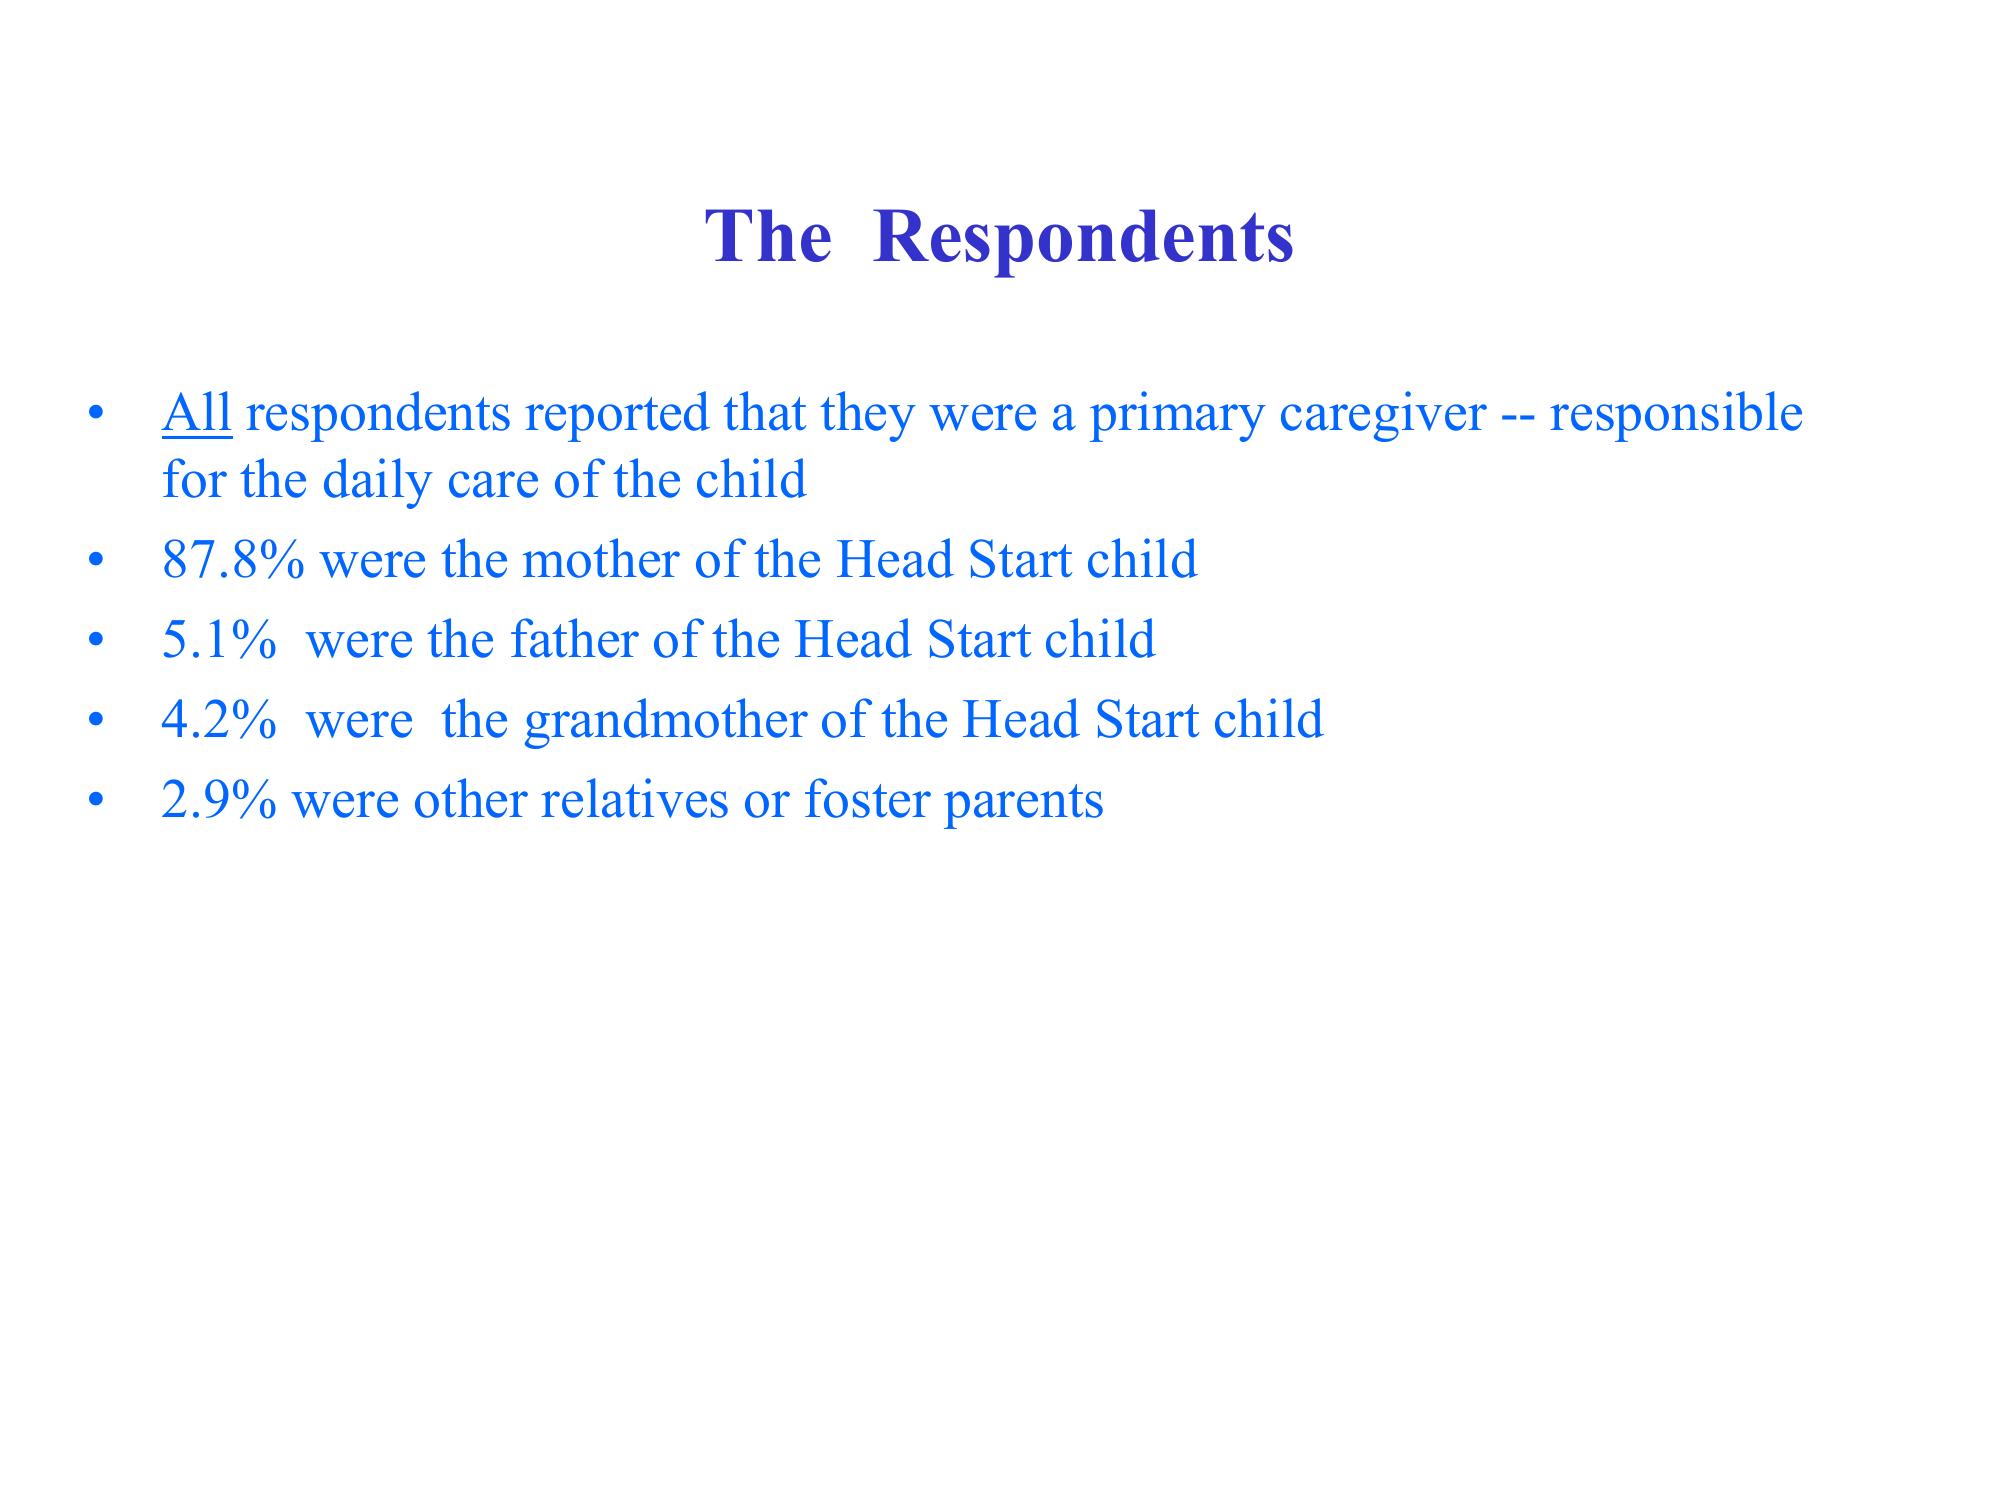 The  Respondents
• All respondents reported that they were a primary caregiver -- responsible
for the daily care of the child
• 87.8% were the mother of the Head Start child
• 5.1%  were the father of the Head Start child
• 4.2%  were  the grandmother of the Head Start child
• 2.9% were other relatives or foster parents